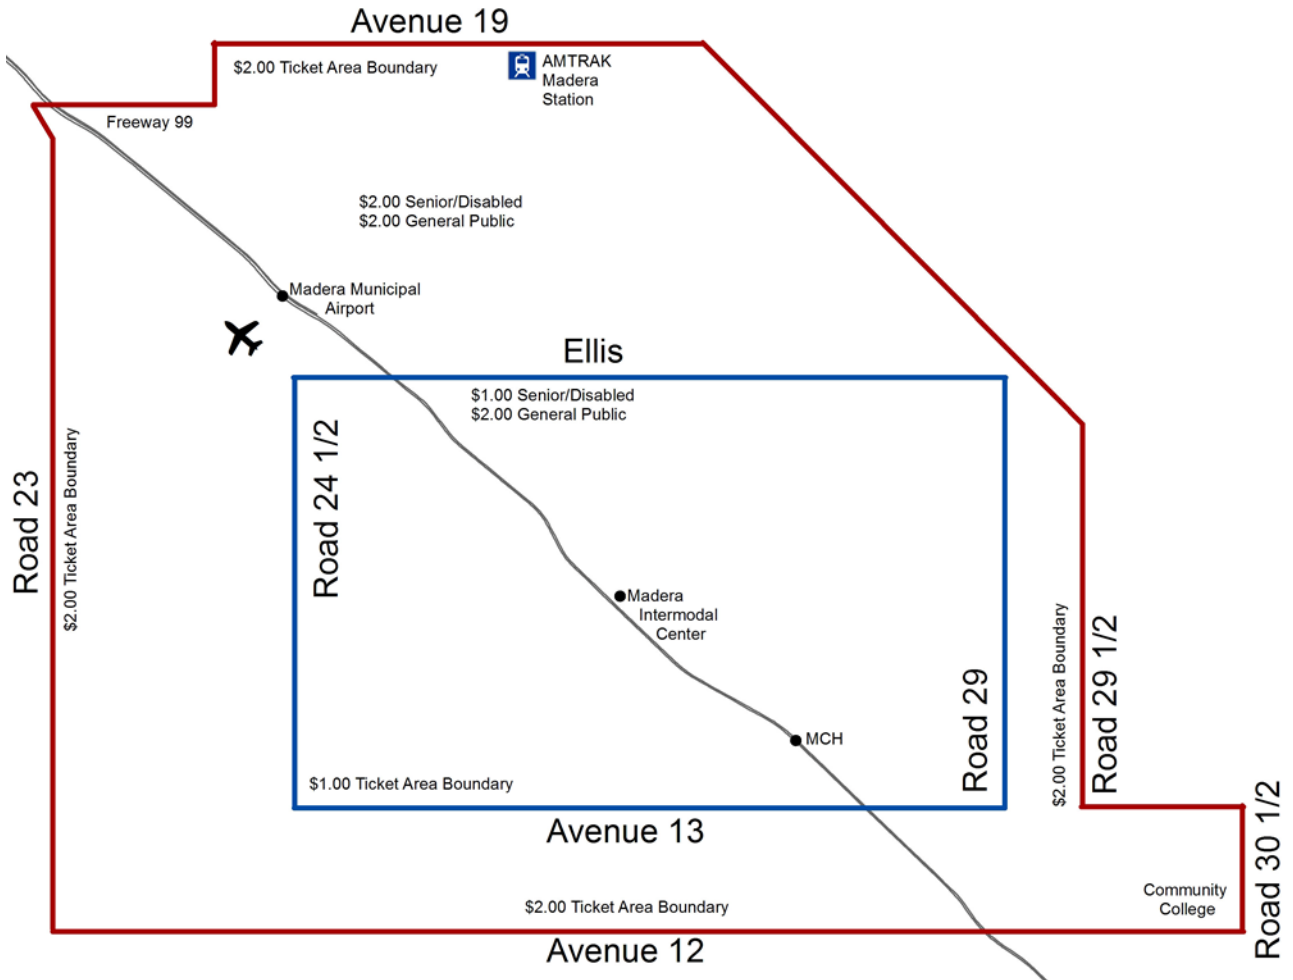 Avenue 19
$2.00 Ticket Area Boundary
AMTRAK
Madera
Station
Freeway 99
$2.00 Senior/Disabled
$2.00 General Public
Madera Municipal
Airport
Ellis
$1.00 Senior/Disabled
$2.00 General Public
Road 23
$2.00 Ticket Area Boundary
Road 24 1/2
Madera
Intermodal
Center
MCH
Road 29
$2.00 Ticket Area Boundary
Road 29 1/2
$1.00 Ticket Area Boundary
Avenue 13
Road 30 1/2
Community
College
$2.00 Ticket Area Boundary
Avenue 12